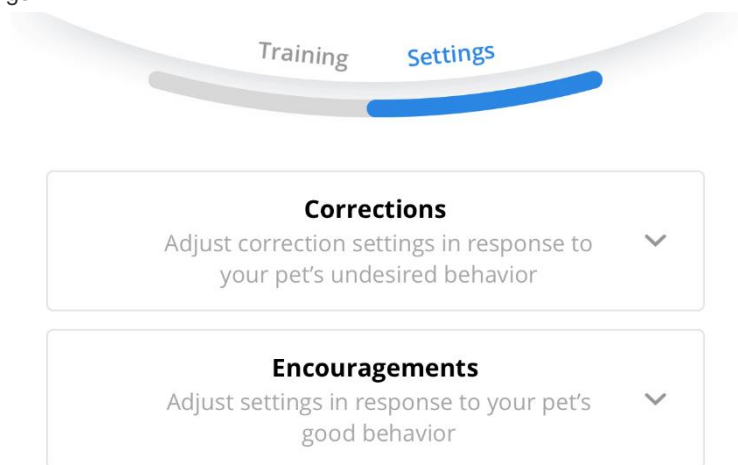 Training
Settings
Corrections
Adjust correction settings in response to
your pet's undesired behavior
Encouragements
Adjust settings in response to your pet's
good behavior